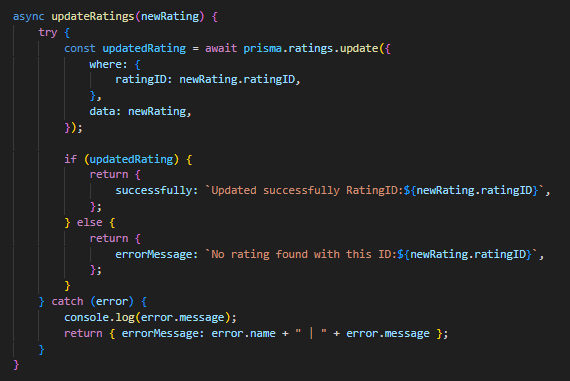 async updateRatings(newRating) {
    try {
        const updatedRating = await prisma.ratings.update({
            where: {
                ratingID: newRating.ratingID,
            },
            data: newRating,
        });

        if (updatedRating) {
            return {
                successfully: `Updated successfully RatingID:${newRating.ratingID}`,
            };
        } else {
            return {
                errorMessage: `No rating found with this ID:${newRating.ratingID}`,
            };
        }
    } catch (error) {
        console.log(error.message);
        return { errorMessage: error.name + " | " + error.message };
    }
}